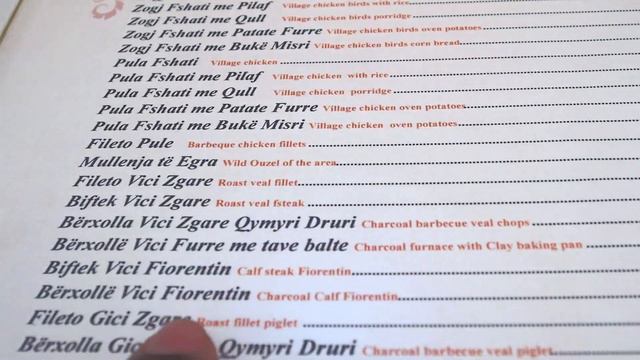 Zogj Fshati me Pilaf Village chicken birds with rice
Zogj Fshati me Qull Village chicken birds porridge
Zogj Fshati me Patate Furre Village chicken birds oven potatoes
Zogj Fshati me Bukë Misri Village chicken birds corn bread
Pula Fshati Village chicken
Pula Fshati me Pilaf Village chicken with rice
Pula Fshati me Qull Village chicken porridge
Pula Fshati me Patate Furre Village chicken oven potatoes
Pula Fshati me Bukë Misri Village chicken oven potatoes
Fileto Pule Barbeque chicken fillets
Mullenja të Egra Wild Ouzel of the area
Fileto Vici Zgare Roast veal fillet
Biftek Vici Zgare Roast veal fsteak
Bërxolla Vici Zgare Qymyri Druri Charcoal barbecue veal chops
Bërxollë Vici Furre me tave balte Charcoal furnace with Clay baking pan
Biftek Vici Fiorentin Calf steak Fiorentin
Bërxollë Vici Fiorentin Charcoal Calf Fiorentin
Fileto Gici Zgare Roast fillet piglet
Bërxolla Qymyri Druri Charcoal barbecue veal piglet